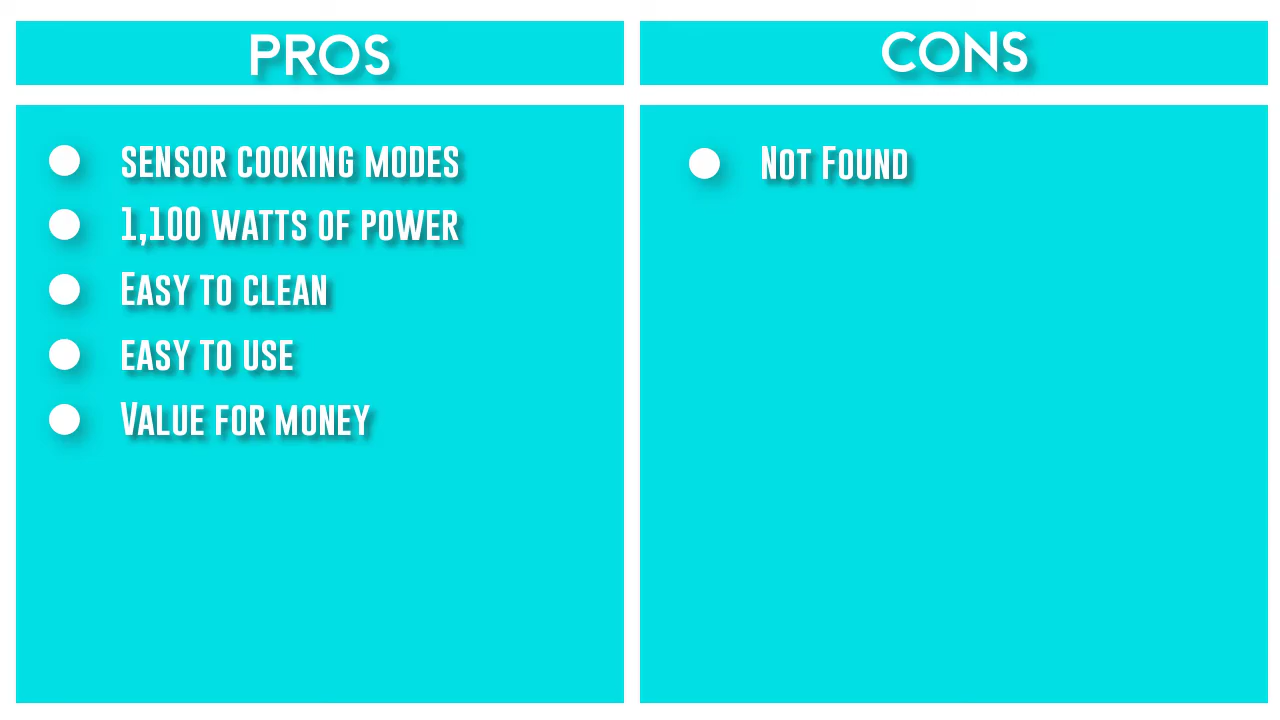 PROS
SENSOR COOKING MODES
1,100 WATTS OF POWER
EASY TO CLEAN
EASY TO USE
VALUE FOR MONEY
CONS
NOT FOUND